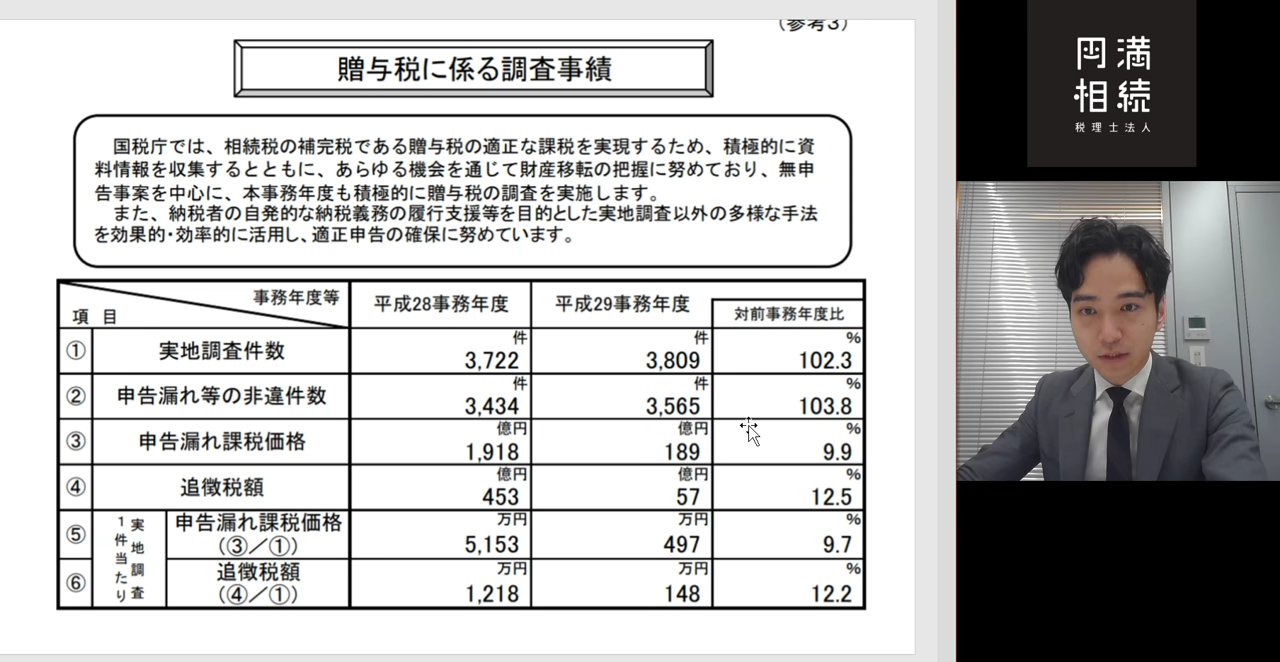 （参考3）
贈与税に係る調査事績
国税庁では、相続税の補完税である贈与税の適正な課税を実現するため、積極的に資
料情報を収集するとともに、あらゆる機会を通じて財産移転の把握に努めており、無申
告事案を中心に、本事務年度も積極的に贈与税の調査を実施します。
また、納税者の自発的な納税義務の履行支援等を目的とした実地調査以外の多様な手法
を効果的・効率的に活用し、適正申告の確保に努めています。
事務年度等
項 目
平成28事務年度
平成29事務年度
対前事務年度比
① 実地調査件数
件
3,722
件
3,809
%
102.3
② 申告漏れ等の非違件数
件
3,434
件
3,565
%
103.8
③ 申告漏れ課税価格
億円
1,918
億円
189
%
9.9
④ 追徴税額
億円
453
億円
57
%
12.5
実地調査
1件当たり
⑤ 申告漏れ課税価格
（③／①）
万円
5,153
万円
497
%
9.7
⑥ 追徴税額
（④／①）
万円
1,218
万円
148
%
12.2
円満
相続
税理士法人